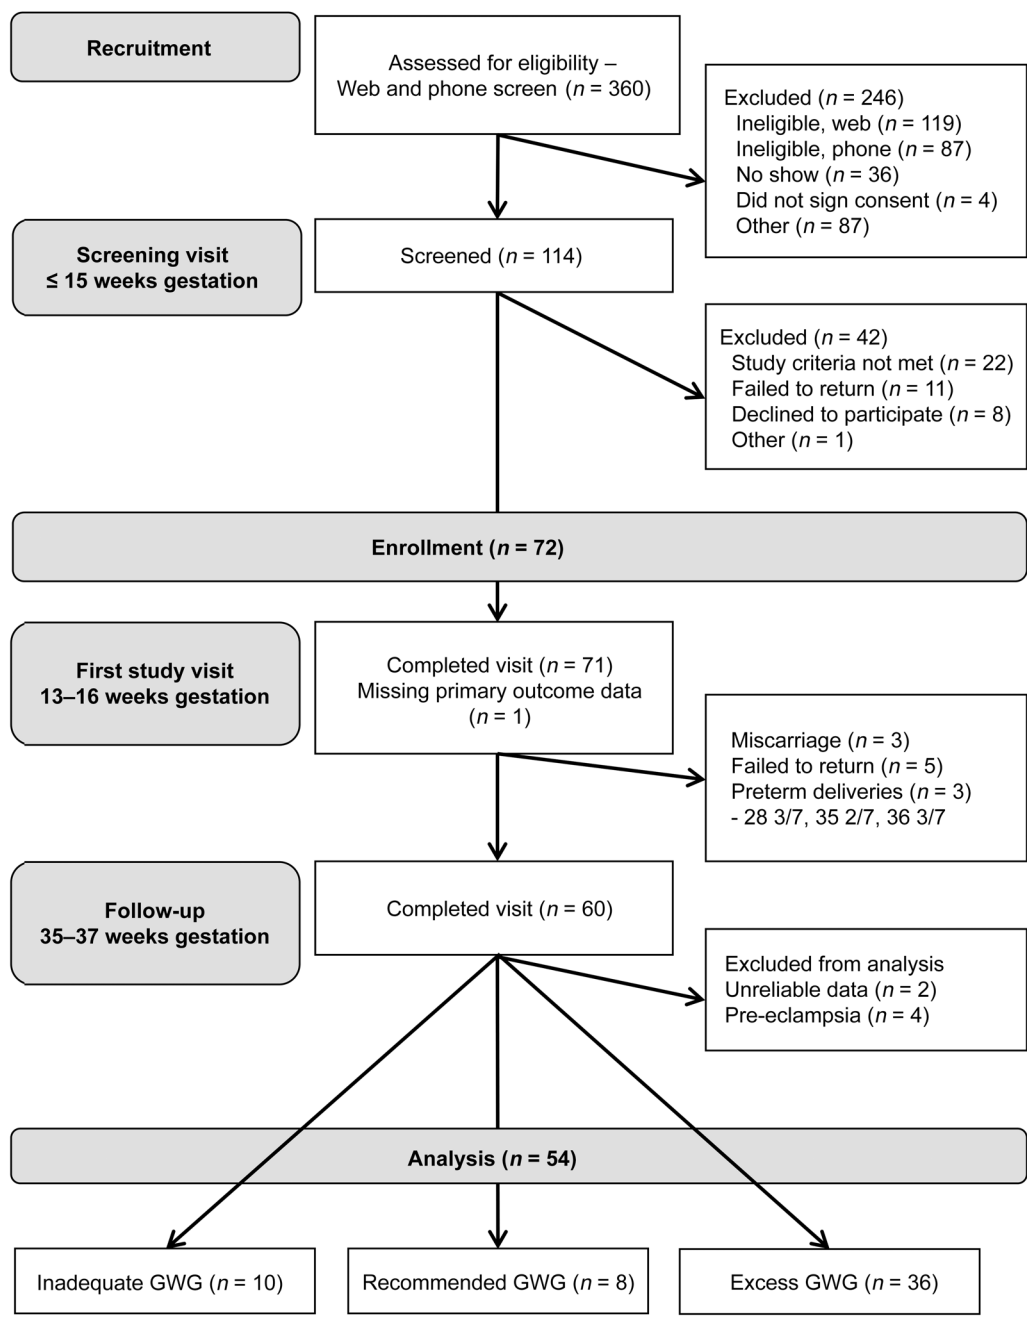 Recruitment
Assessed for eligibility –
Web and phone screen (n = 360)
Excluded (n = 246)
Ineligible, web (n = 119)
Ineligible, phone (n = 87)
No show (n = 36)
Did not sign consent (n = 4)
Other (n = 87)
Screening visit
≤ 15 weeks gestation
Screened (n = 114)
Excluded (n = 42)
Study criteria not met (n = 22)
Failed to return (n = 11)
Declined to participate (n = 8)
Other (n = 1)
Enrollment (n = 72)
First study visit
13–16 weeks gestation
Completed visit (n = 71)
Missing primary outcome data
(n = 1)
Miscarriage (n = 3)
Failed to return (n = 5)
Preterm deliveries (n = 3)
- 28 3/7, 35 2/7, 36 3/7
Follow-up
35–37 weeks gestation
Completed visit (n = 60)
Excluded from analysis
Unreliable data (n = 2)
Pre-eclampsia (n = 4)
Analysis (n = 54)
Inadequate GWG (n = 10)
Recommended GWG (n = 8)
Excess GWG (n = 36)